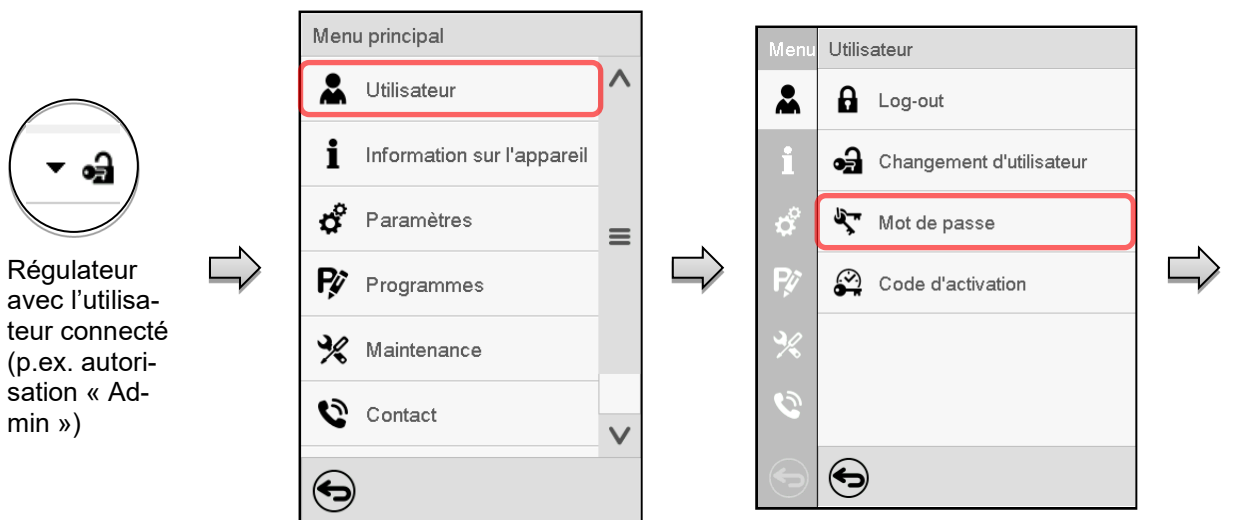 Régulateur
avec l'utilisa-
teur connecté
(p.ex. autori-
sation « Ad-
min »)
Menu principal
Utilisateur
Information sur l'appareil
Paramètres
Programmes
Maintenance
Contact
Menu
Utilisateur
Log-out
Changement d'utilisateur
Mot de passe
Code d'activation